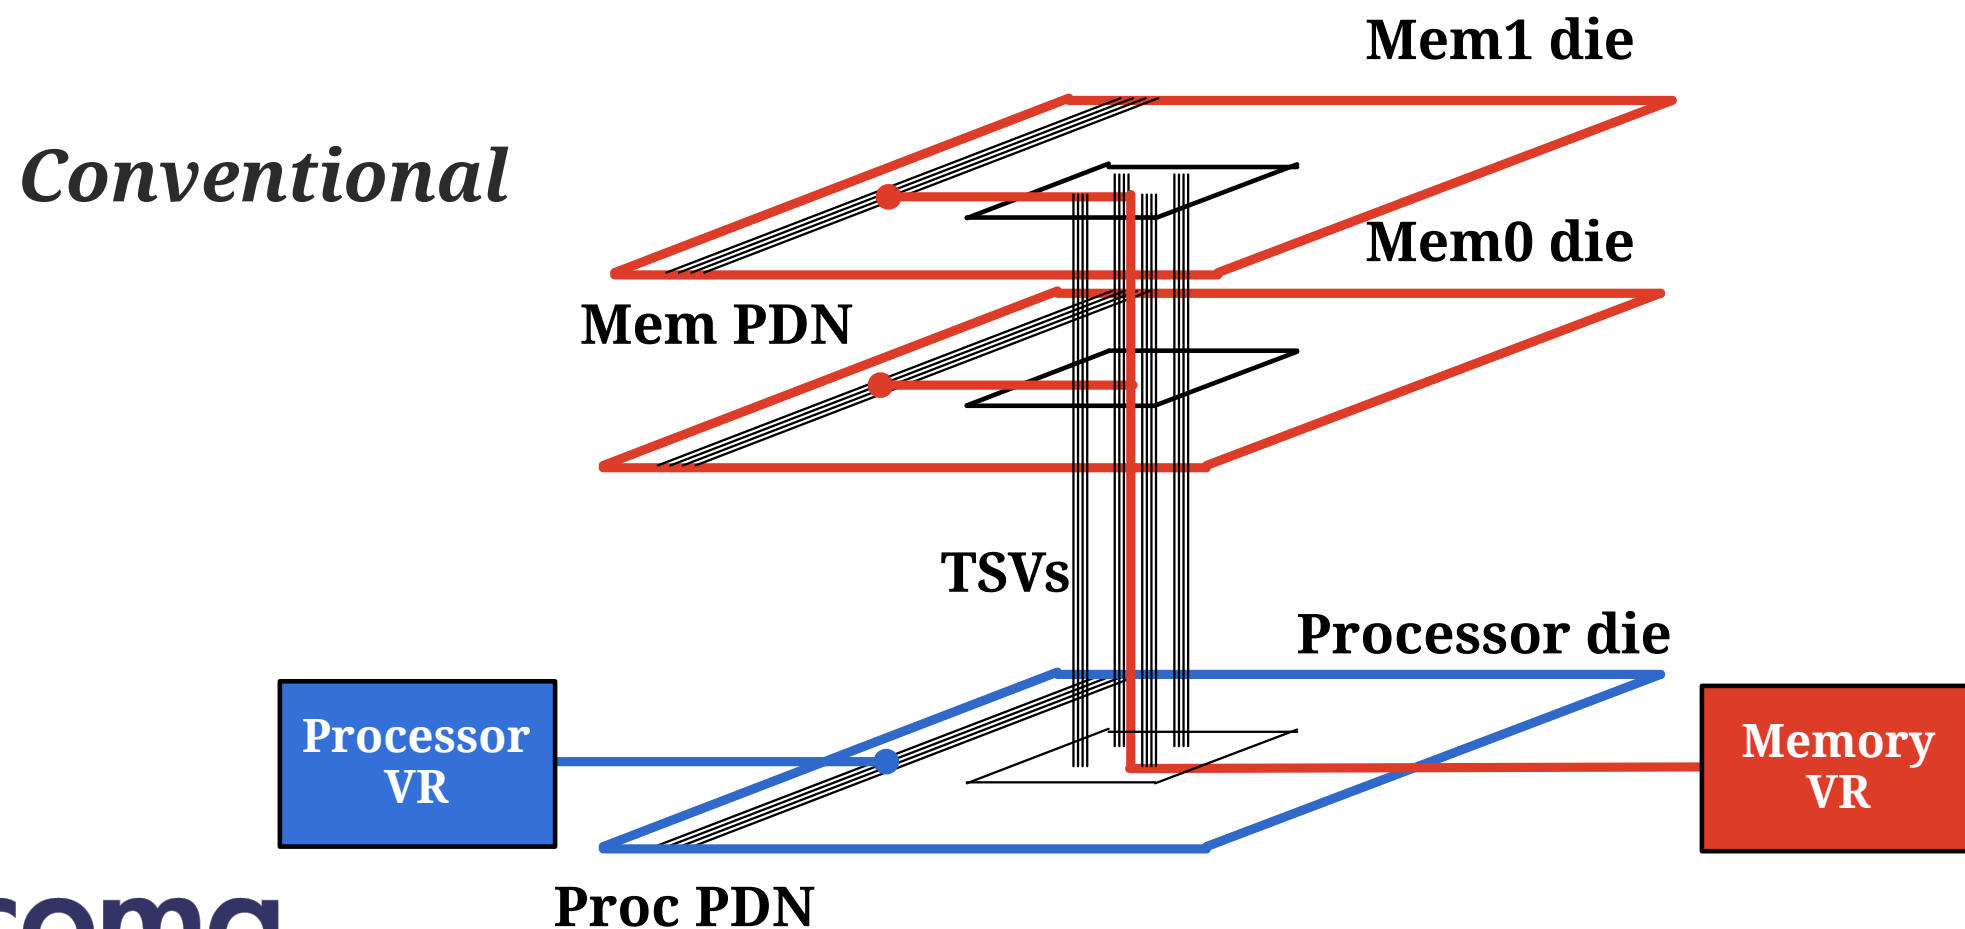 Mem1 die
Conventional
Mem0 die
Mem PDN
TSVs
Processor die
Processor
VR
Memory
VR
Proc PDN